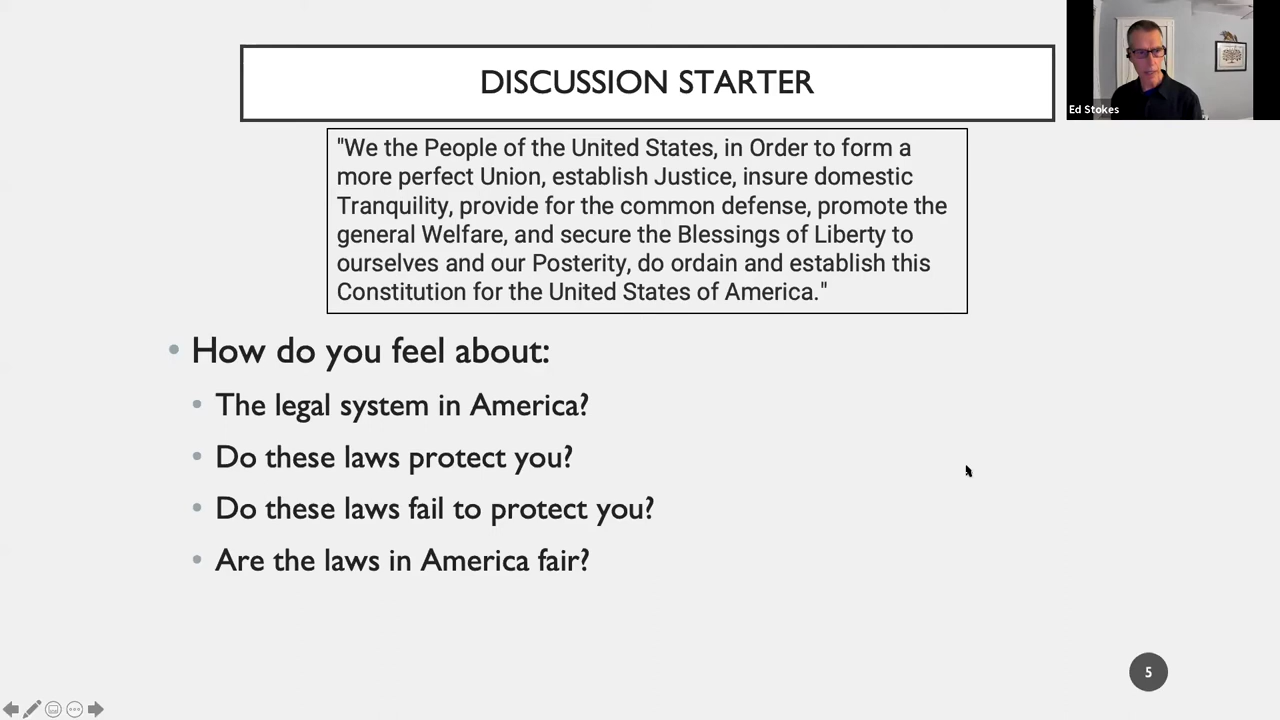 DISCUSSION STARTER
Ed Stokes
"We the People of the United States, in Order to form a
more perfect Union, establish Justice, insure domestic
Tranquility, provide for the common defense, promote the
general Welfare, and secure the Blessings of Liberty to
ourselves and our Posterity, do ordain and establish this
Constitution for the United States of America."
• How do you feel about:
• The legal system in America?
• Do these laws protect you?
• Do these laws fail to protect you?
• Are the laws in America fair?
5